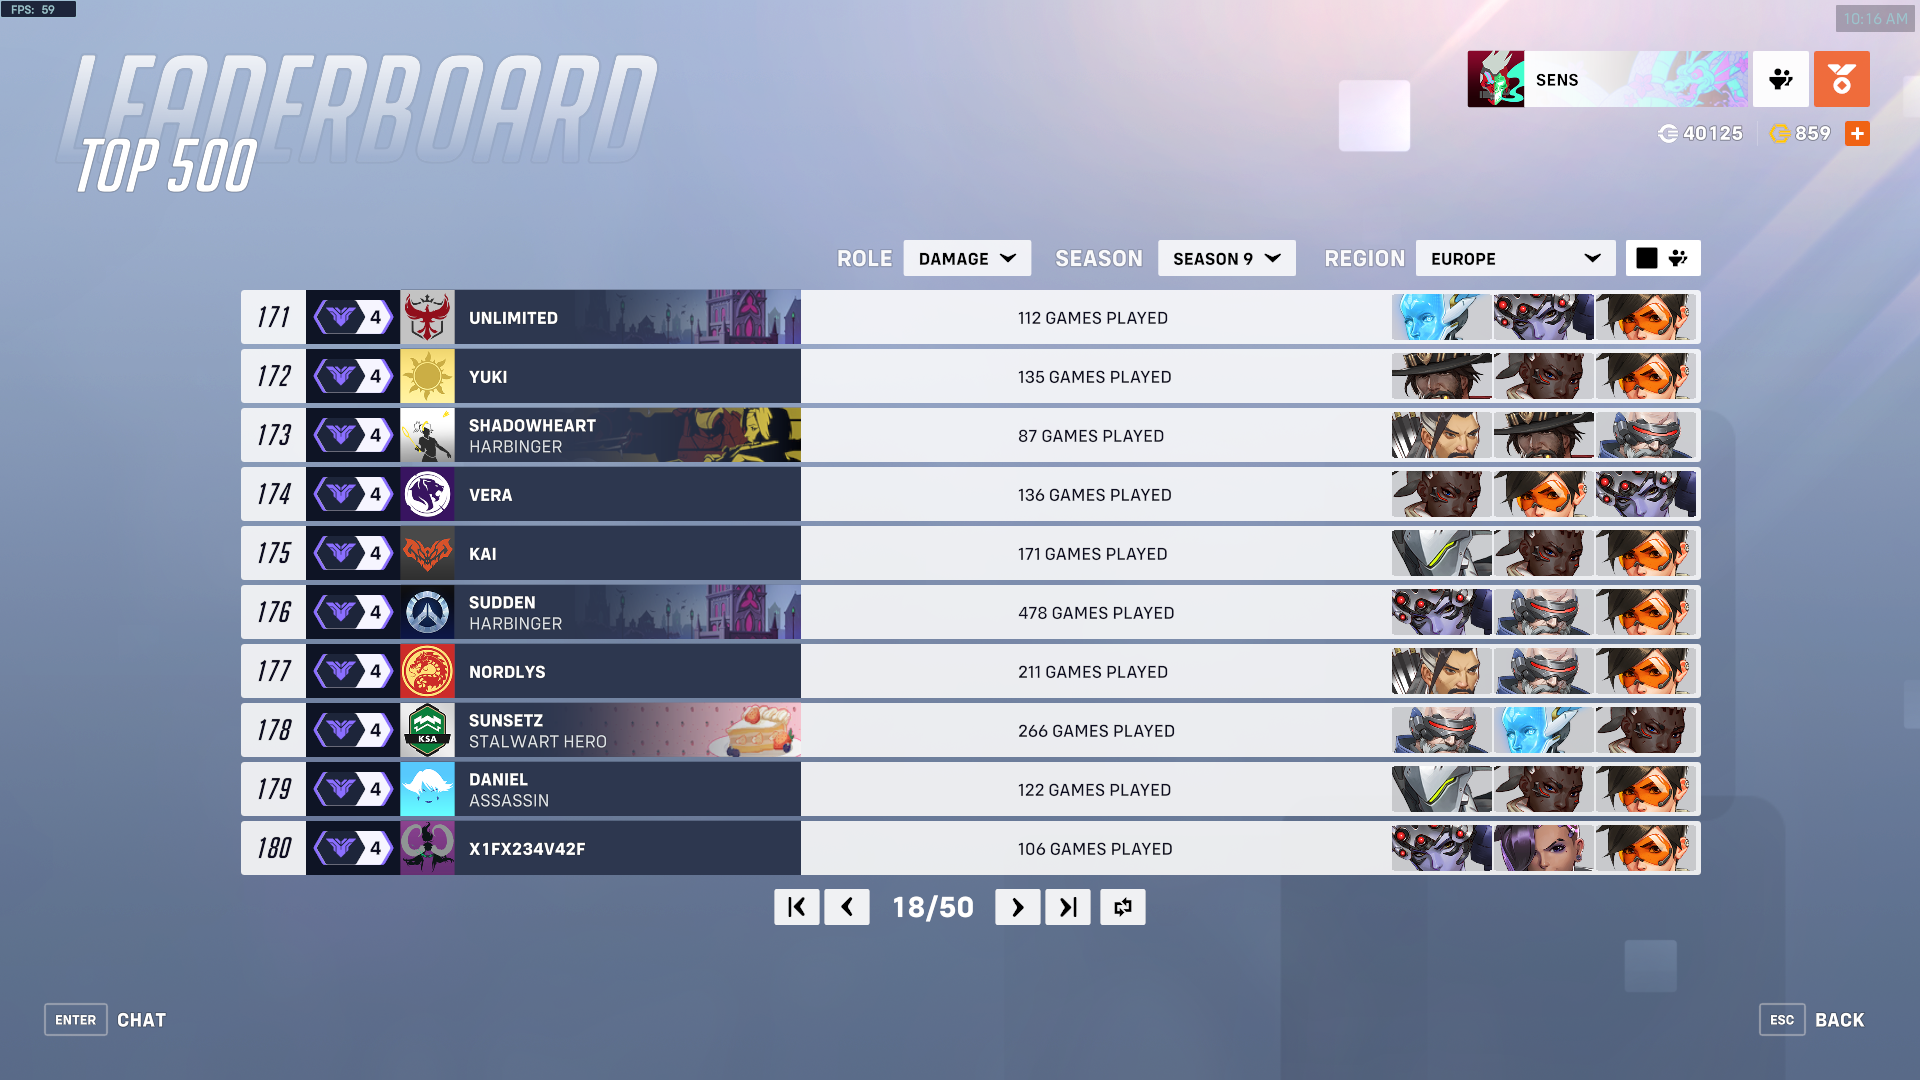 FPS: 59
10:16 AM
LEADERBOARD
TOP 500
SENS
40125
859
ROLE DAMAGE SEASON SEASON 9 REGION EUROPE
171 4 UNLIMITED 112 GAMES PLAYED
172 4 YUKI 135 GAMES PLAYED
173 4 SHADOWHEART 87 GAMES PLAYED
HARBINGER
174 4 VERA 136 GAMES PLAYED
175 4 KAI 171 GAMES PLAYED
176 4 SUDDEN 478 GAMES PLAYED
HARBINGER
177 4 NORDLYS 211 GAMES PLAYED
178 4 KSA SUNSETZ 266 GAMES PLAYED
STALWART HERO
179 4 DANIEL 122 GAMES PLAYED
ASSASSIN
180 4 X1FX234V42F 106 GAMES PLAYED
18/50
ENTER CHAT
ESC BACK